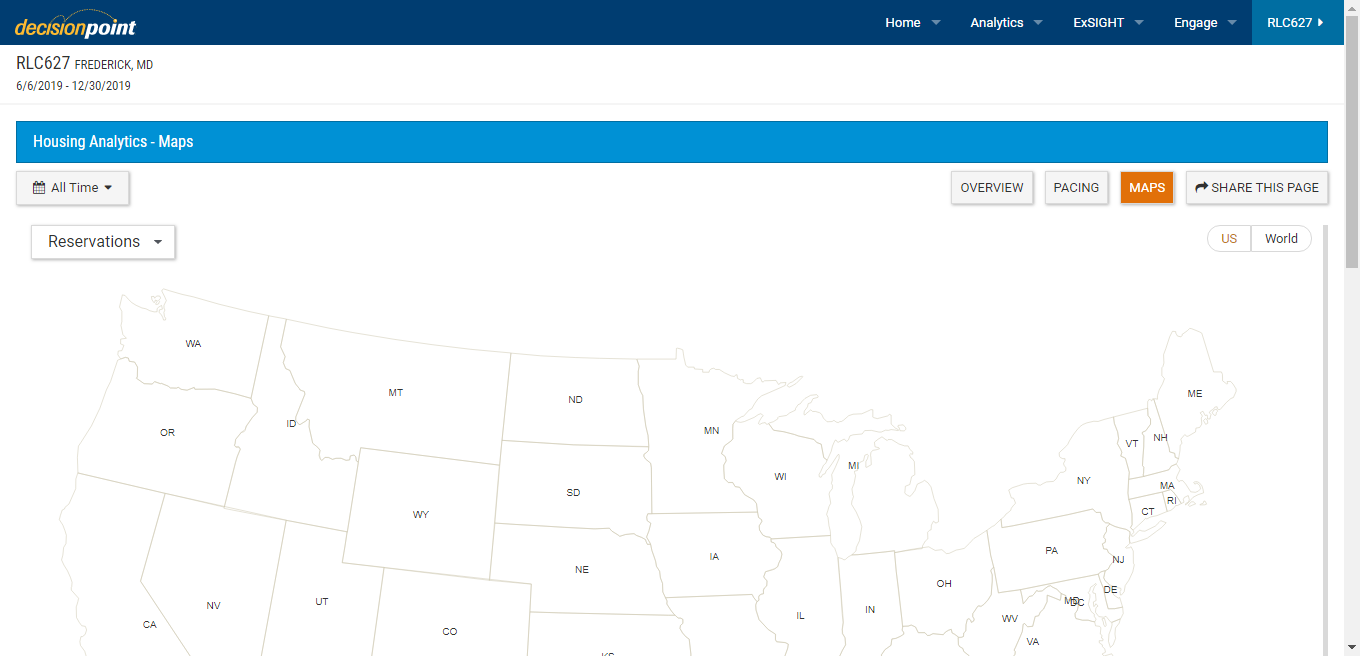 decisionpoint
Home Analytics ExSIGHT Engage RLC627
RLC627 FREDERICK, MD
6/6/2019 - 12/30/2019
Housing Analytics - Maps
All Time OVERVIEW PACING MAPS SHARE THIS PAGE
Reservations US World
WA
MT
ME
ND
ID
OR
MN
VT NH
MI
WI
NY
MA
SD
RI
WY
CT
PA
IA
NJ
NE
OH
DE
UT
MD
DC
NV
IN
IL
WV
CA
CO
VA
KS